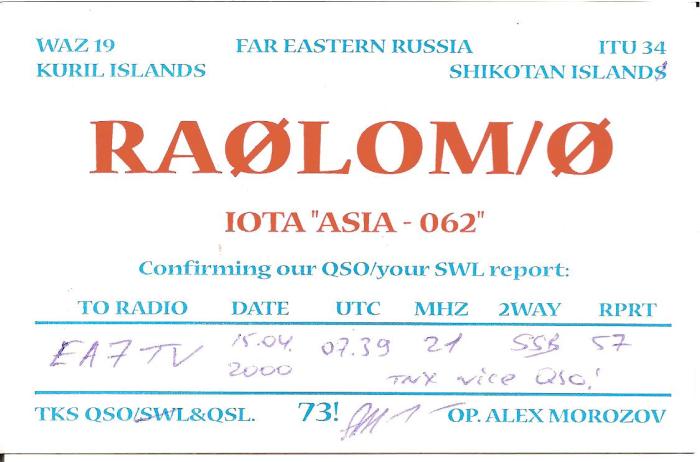 WAZ 19 FAR EASTERN RUSSIA ITU 34
KURIL ISLANDS SHIKOTAN ISLANDS
RAØLOM/Ø
IOTA "ASIA - 062"
Confirming our QSO/your SWL report:
TO RADIO DATE UTC MHZ 2WAY RPRT
EA7TV 15.04. 07.39 21 SSB 57
2000 TNX nice QSO!
TKS QSO/SWL&QSL. 73! OP. ALEX MOROZOV